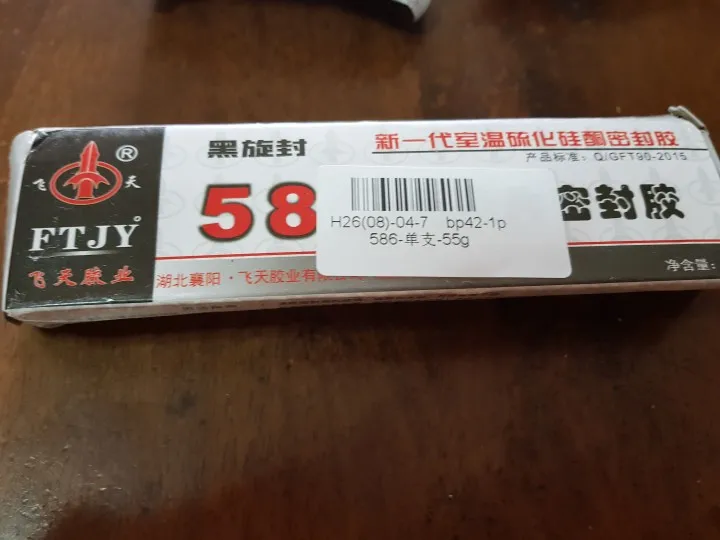 ®
黑旋封
新一代室温硫化硅酮密封胶
产品标准：Q/GFT90-2015
飞 天
58
密封胶
H26(08)-04-7 bp42-1p
586-单支-55g
FTJY
飞天胶业
湖北襄阳·飞天胶业有限
净含量：